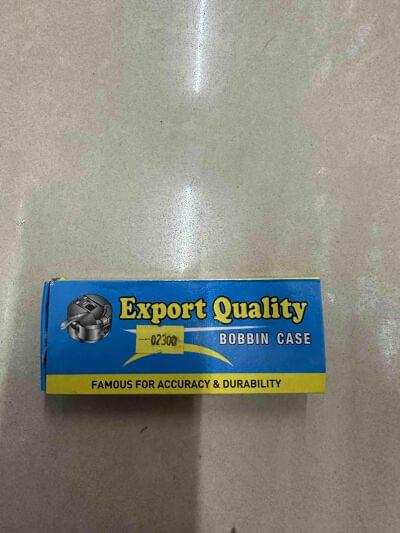 Export Quality
02300
BOBBIN CASE
FAMOUS FOR ACCURACY & DURABILITY